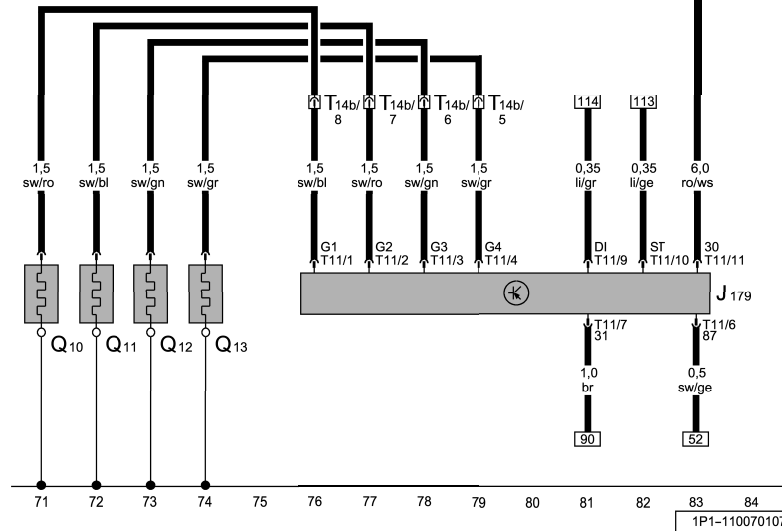 114 113
T14b/ T14b/ T14b/ T14b/
8 7 6 5
1,5 1,5 1,5 1,5 1,5 1,5 1,5 1,5 0,35 0,35 6,0
sw/ro sw/bl sw/gn sw/gr sw/bl sw/ro sw/gn sw/gr li/gr li/ge ro/ws
G1 G2 G3 G4 DI ST 30
T11/1 T11/2 T11/3 T11/4 T11/9 T11/10 T11/11
J179
T11/7 T11/6
31 87
Q10 Q11 Q12 Q13
1,0 0,5
br sw/ge
90 52
71 72 73 74 75 76 77 78 79 80 81 82 83 84
1P1-110070107